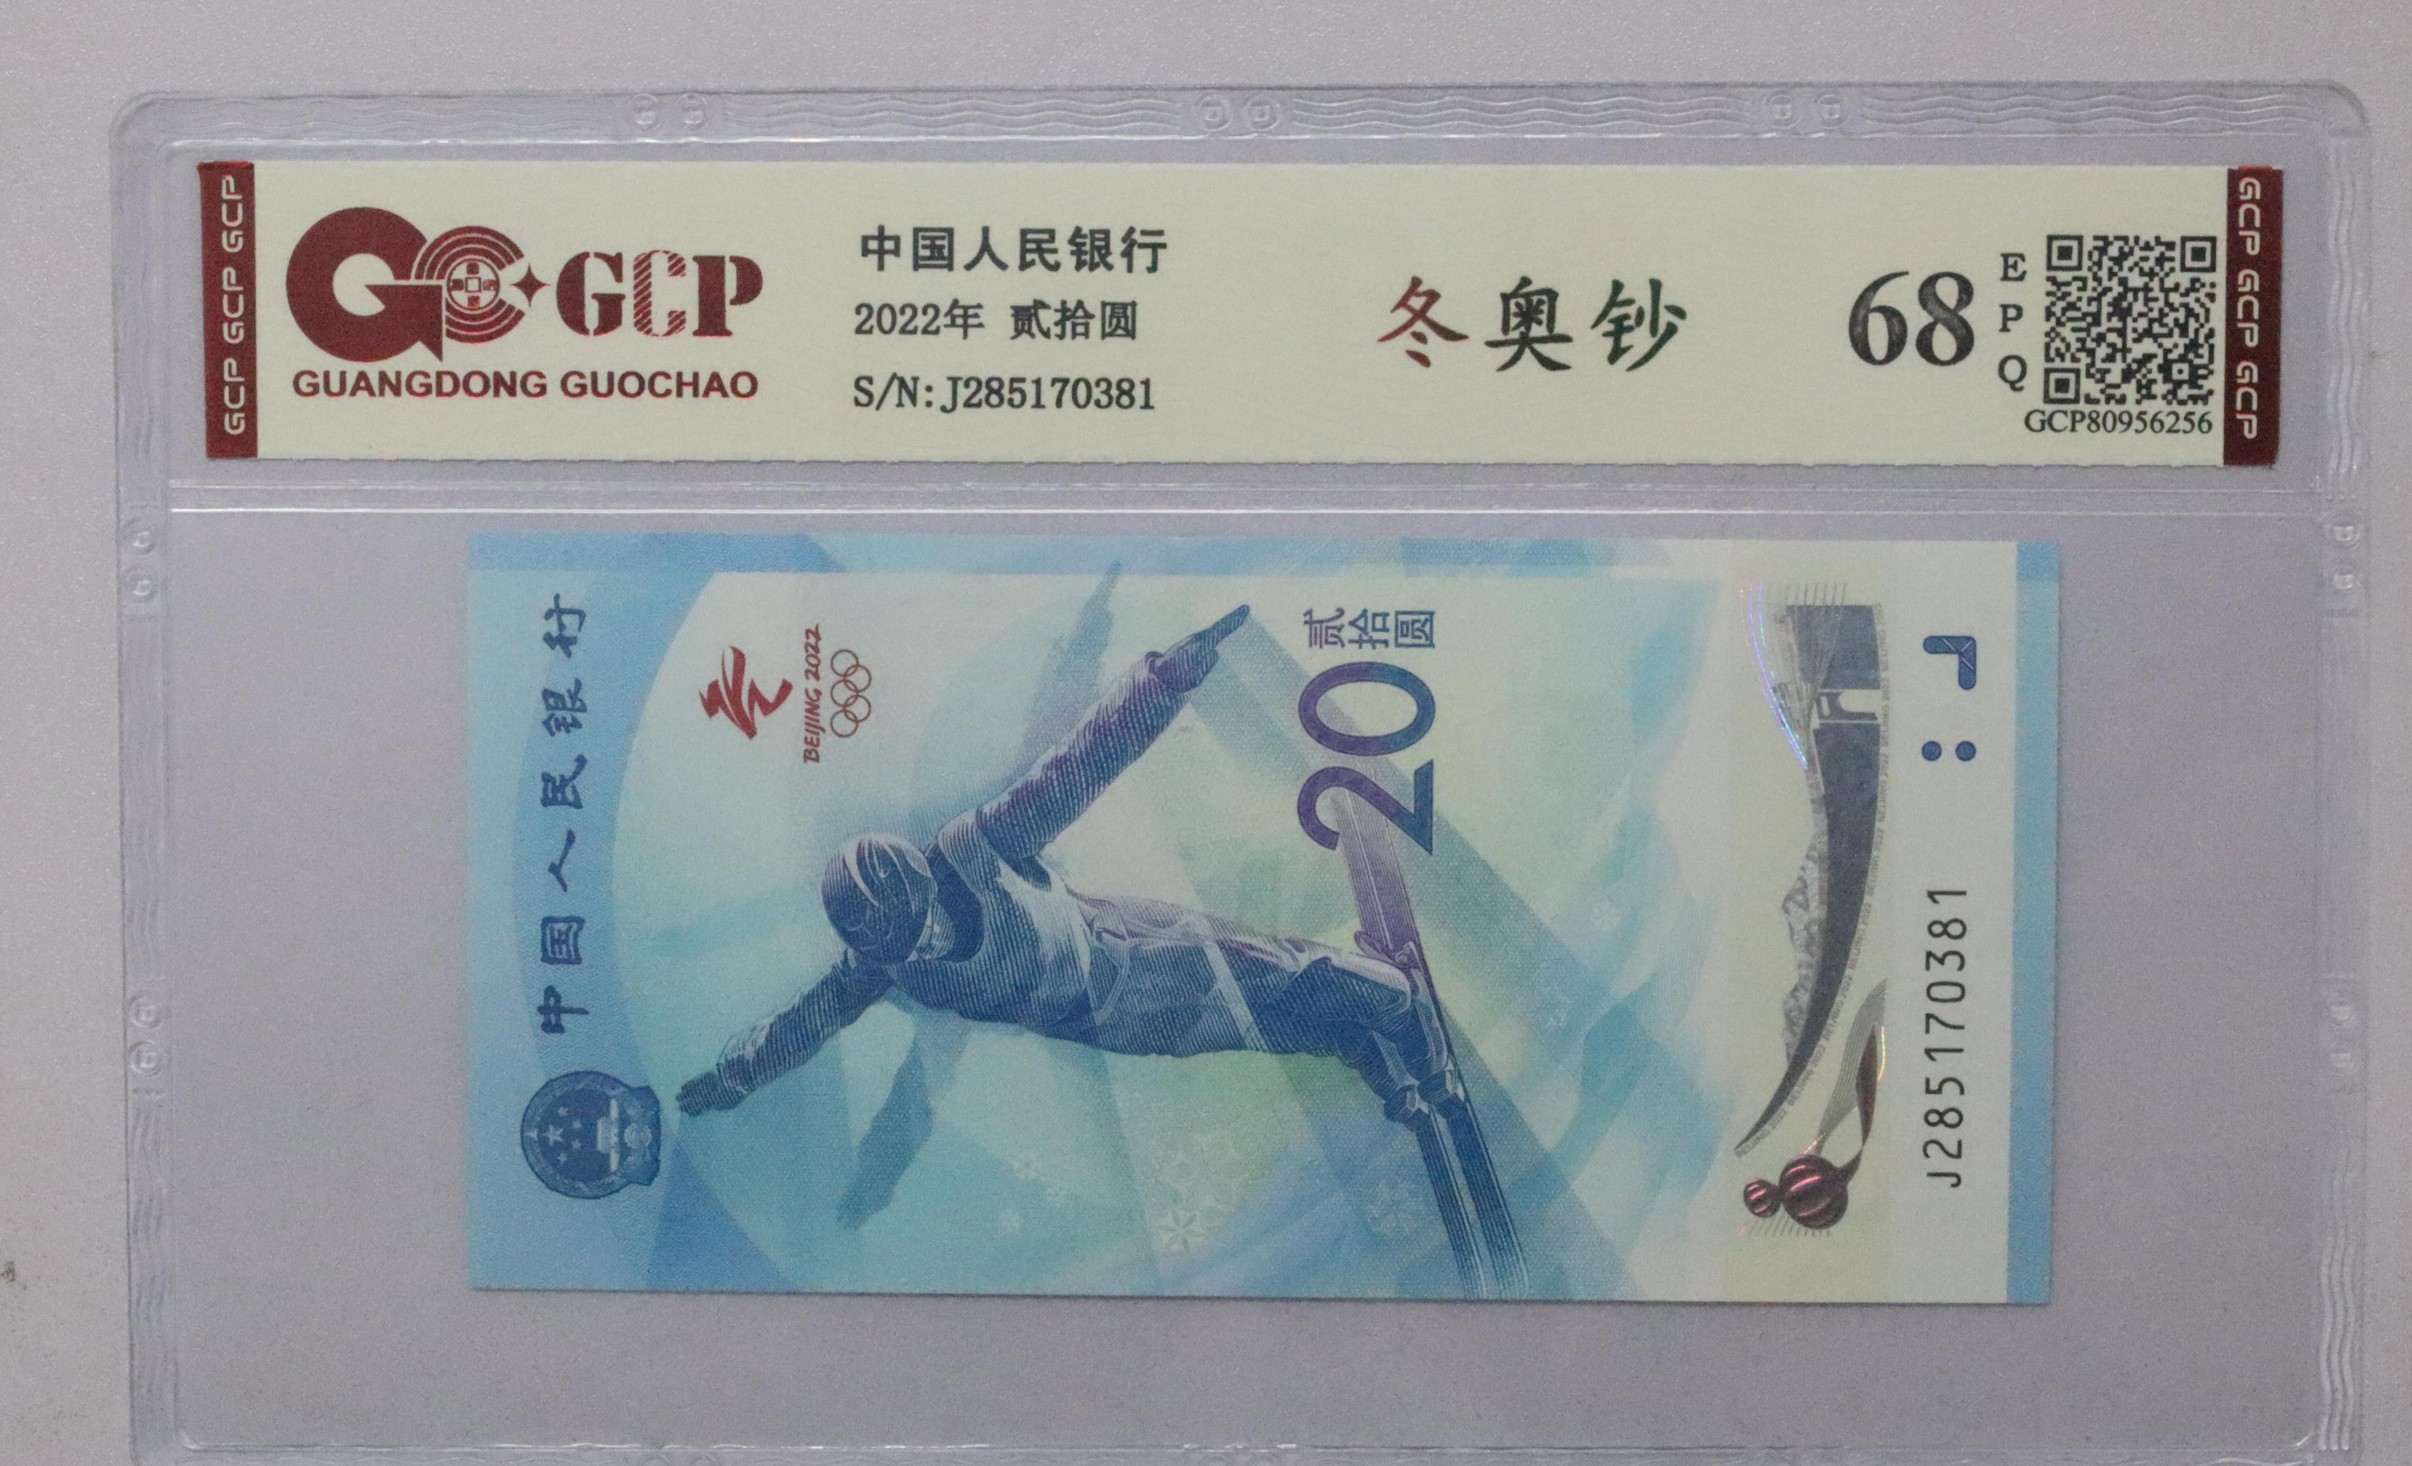 GCP GCP GCP
GCP
GUANGDONG GUOCHAO
中国人民银行
2022年 贰拾圆
S/N:J285170381
冬奥钞
68
EPQ
GCP80956256
GCP GCP GCP
中国人民银行
BEIJING 2022
贰拾圆
20
J285170381